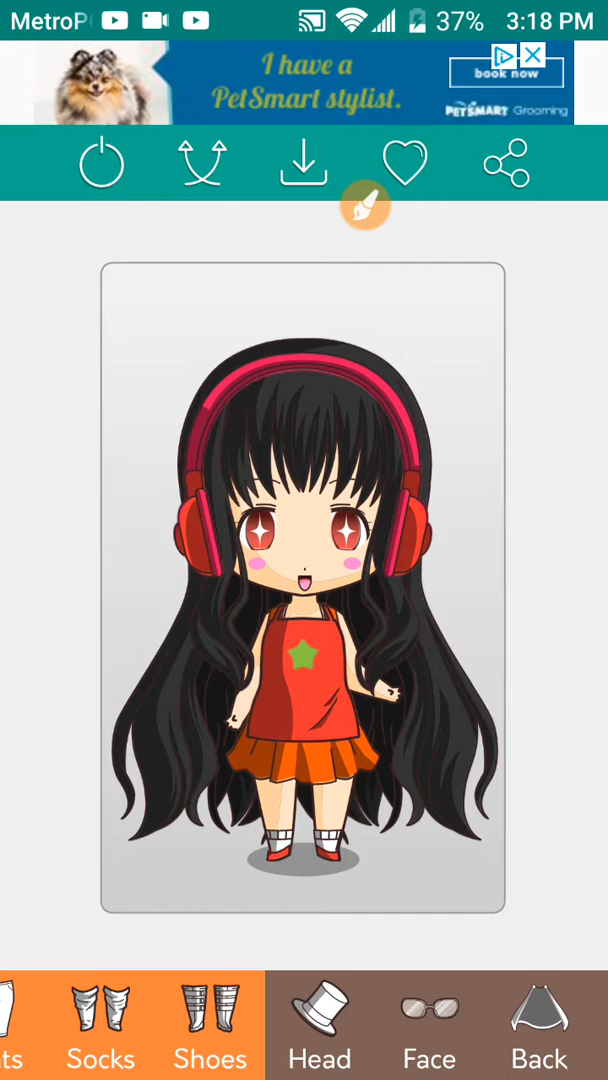 MetroP
37%
3:18 PM
I have a
PetSmart stylist.
book now
PETSMART Grooming
ts
Socks
Shoes
Head
Face
Back